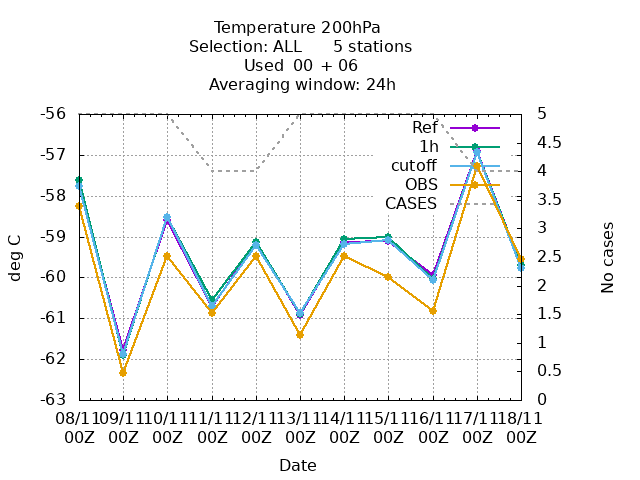 Temperature 200hPa
Selection: ALL 5 stations
Used 00 + 06
Averaging window: 24h
-56
-57
-58
-59
-60
-61
-62
-63
deg C
5
4.5
4
3.5
3
2.5
2
1.5
1
0.5
0
No cases
Ref
1h
cutoff
OBS
CASES
08/11 09/11 10/11 11/11 12/11 13/11 14/11 15/11 16/11 17/11 18/11
00Z 00Z 00Z 00Z 00Z 00Z 00Z 00Z 00Z 00Z 00Z
Date